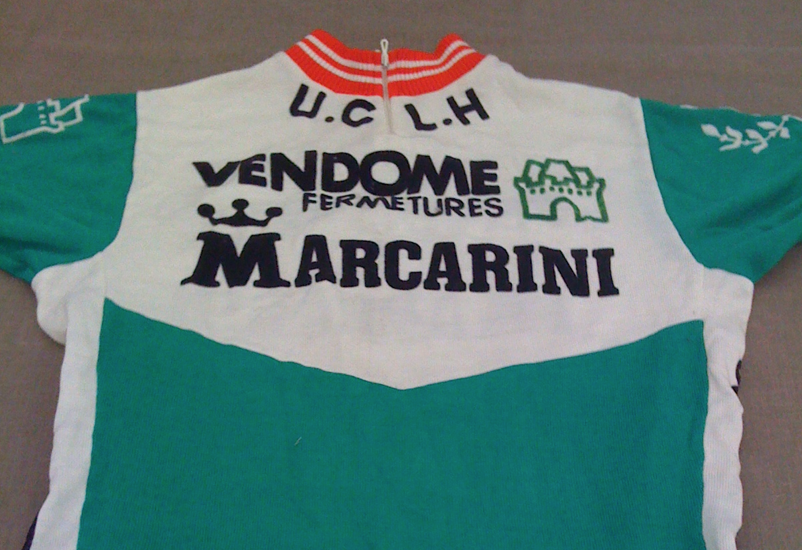 U.C L.H
VENDOME
FERMETURES
MARCARINI